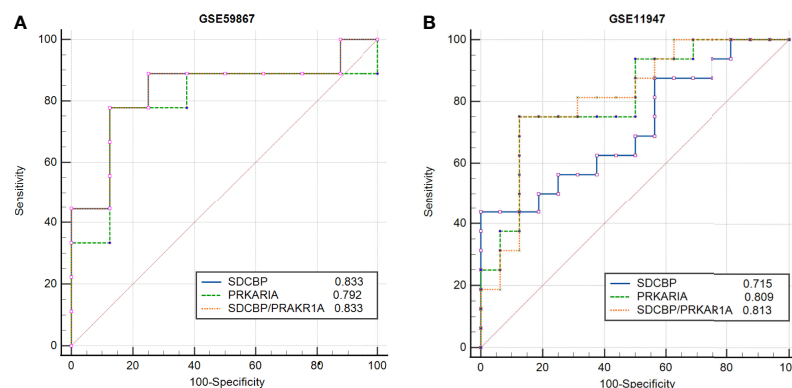 A
GSE59867
100
80
60
40
20
0
Sensitivity
SDCBP 0.833
PRKARIA 0.792
SDCBP/PRAKR1A 0.833
0 20 40 60 80 100
100-Specificity
B
GSE11947
100
80
60
40
20
0
Sensitivity
SDCBP 0.715
PRKARIA 0.809
SDCBP/PRKAR1A 0.813
0 20 40 60 80 100
100-Specificity